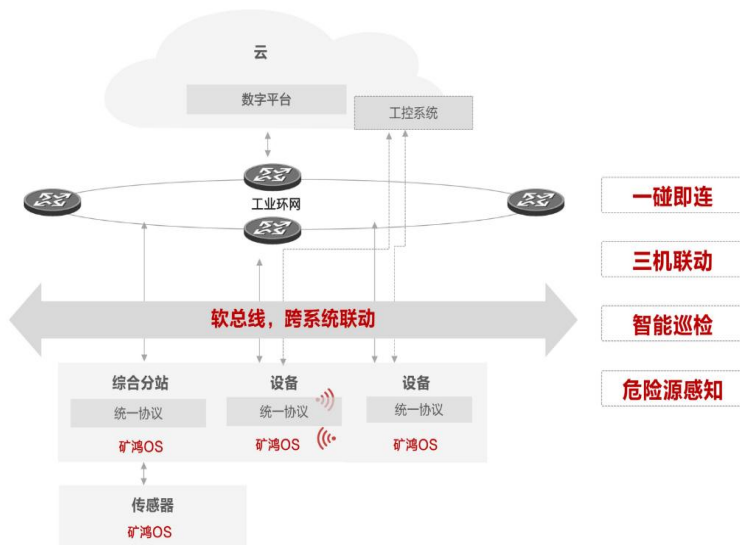 云
数字平台
工控系统
工业环网
一碰即连
三机联动
软总线，跨系统联动
智能巡检
综合分站
设备
设备
危险源感知
统一协议
统一协议
统一协议
矿鸿OS
矿鸿OS
矿鸿OS
传感器
矿鸿OS